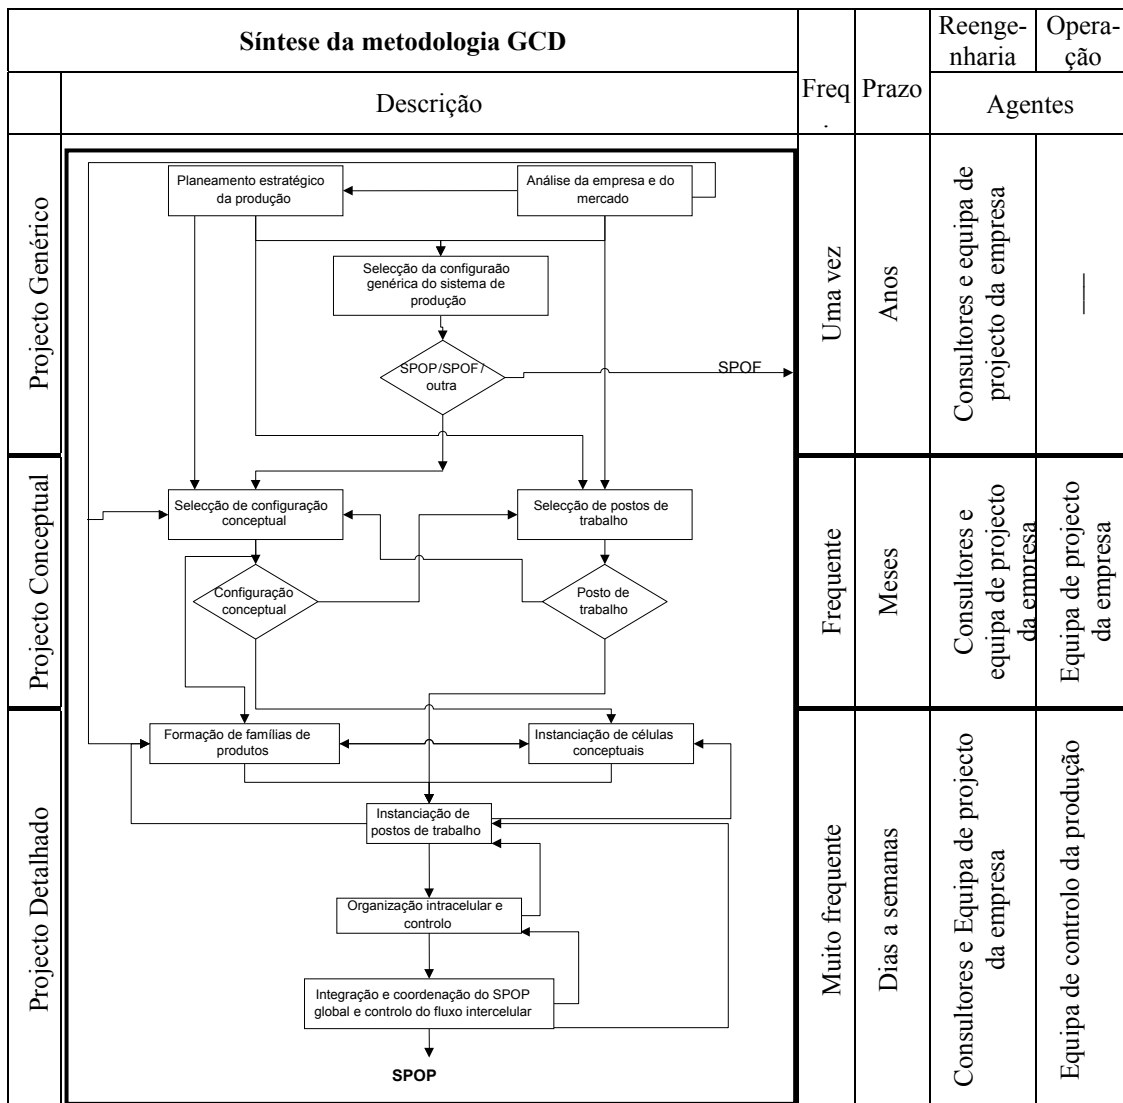 Síntese da metodologia GCD
Freq
.
Prazo
Reenge-
nharia
Opera-
ção
Descrição
Agentes
Projecto Genérico
Planeamento estratégico
da produção
Análise da empresa e do
mercado
Selecção da configuraão
genérica do sistema de
produção
SPOP/SPOF/
outra
SPOF
Uma vez
Anos
Consultores e equipa de
projecto da empresa
Projecto Conceptual
Selecção de configuração
conceptual
Selecção de postos de
trabalho
Configuração
conceptual
Posto de
trabalho
Frequente
Meses
Consultores e
equipa de projecto
da empresa
Equipa de projecto
da empresa
Projecto Detalhado
Formação de famílias de
produtos
Instanciação de células
conceptuais
Instanciação de
postos de trabalho
Organização intracelular e
controlo
Integração e coordenação do SPOP
global e controlo do fluxo intercelular
SPOP
Muito frequente
Dias a semanas
Consultores e Equipa de projecto
da empresa
Equipa de controlo da produção